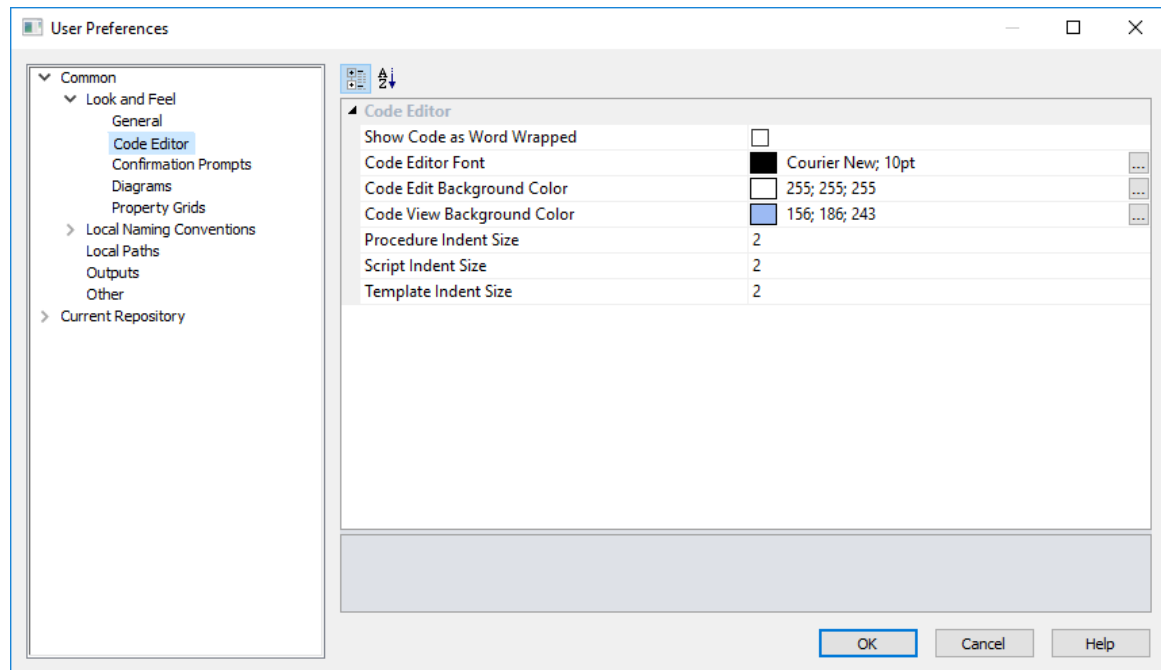 User Preferences
Common
Look and Feel
General
Code Editor
Confirmation Prompts
Diagrams
Property Grids
Local Naming Conventions
Local Paths
Outputs
Other
Current Repository
A
Z
Code Editor
Show Code as Word Wrapped
Code Editor Font Courier New; 10pt ...
Code Edit Background Color 255; 255; 255 ...
Code View Background Color 156; 186; 243 ...
Procedure Indent Size 2
Script Indent Size 2
Template Indent Size 2
OK Cancel Help